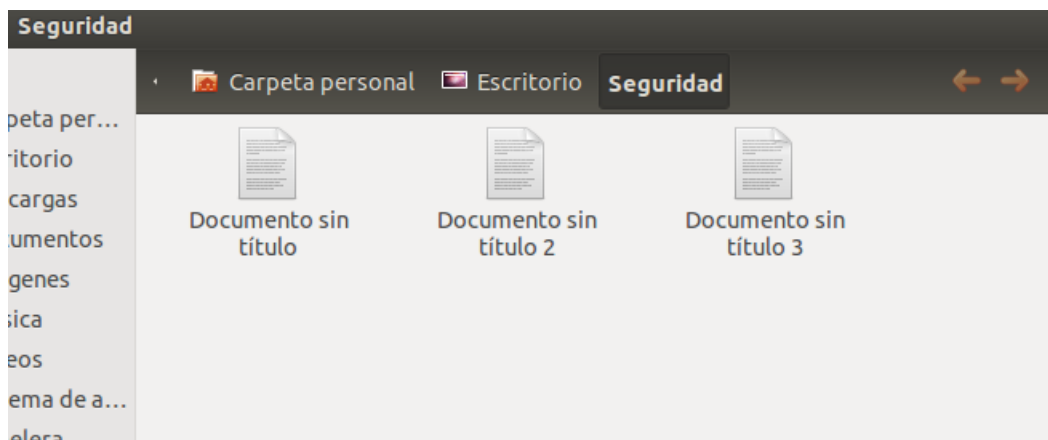 Seguridad
Carpeta personal Escritorio Seguridad
peta per...
ritorio
cargas
umentos
genes
sica
eos
ema de a...
Documento sin
título
Documento sin
título 2
Documento sin
título 3